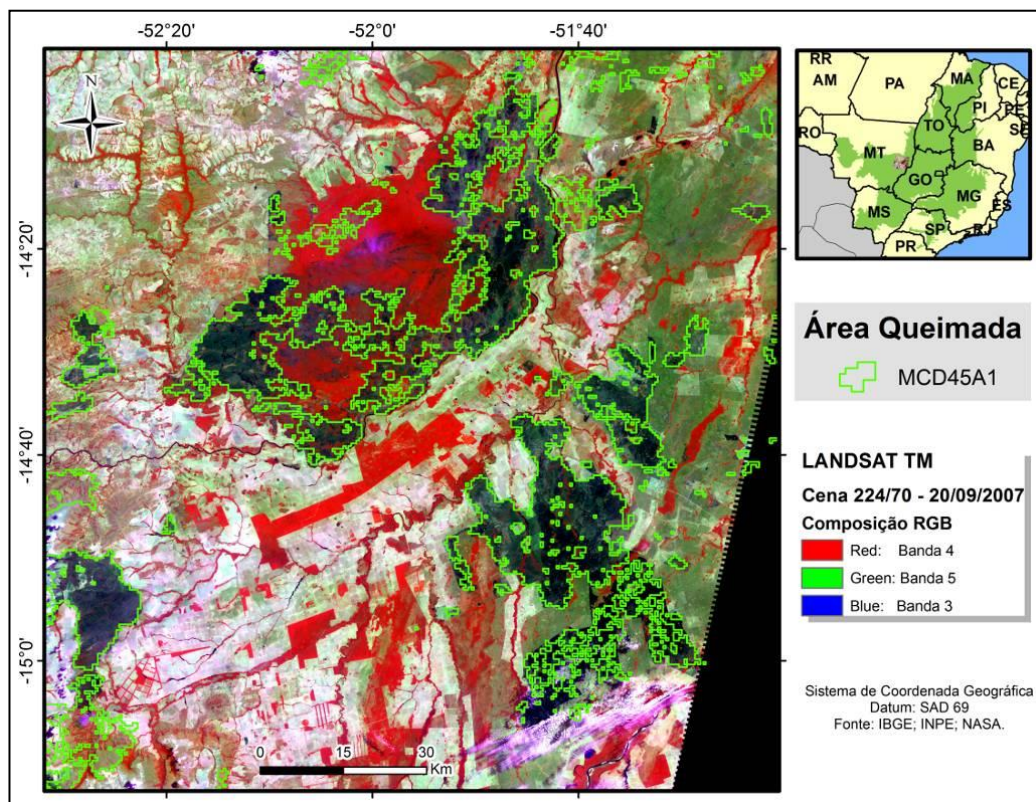 -52°20'
-52°0'
-51°40'
N
-14°20'
-14°40'
-15°0'
0 15 30
Km
RR
AM
PA
MA
CE
PI
PE
SE
TO
RO
MT
BA
GO
MG
ES
MS
SP
RJ
PR
Área Queimada
MCD45A1
LANDSAT TM
Cena 224/70 - 20/09/2007
Composição RGB
Red: Banda 4
Green: Banda 5
Blue: Banda 3
Sistema de Coordenada Geográfica
Datum: SAD 69
Fonte: IBGE; INPE; NASA.